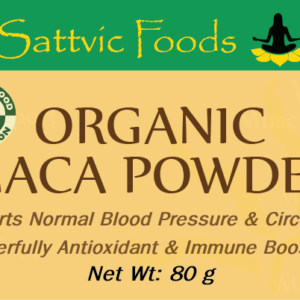 Sattvic Foods
ORGANIC
ACA POWDE
rts Normal Blood Pressure & Circ
erfully Antioxidant & Immune Boos
Net Wt: 80 g